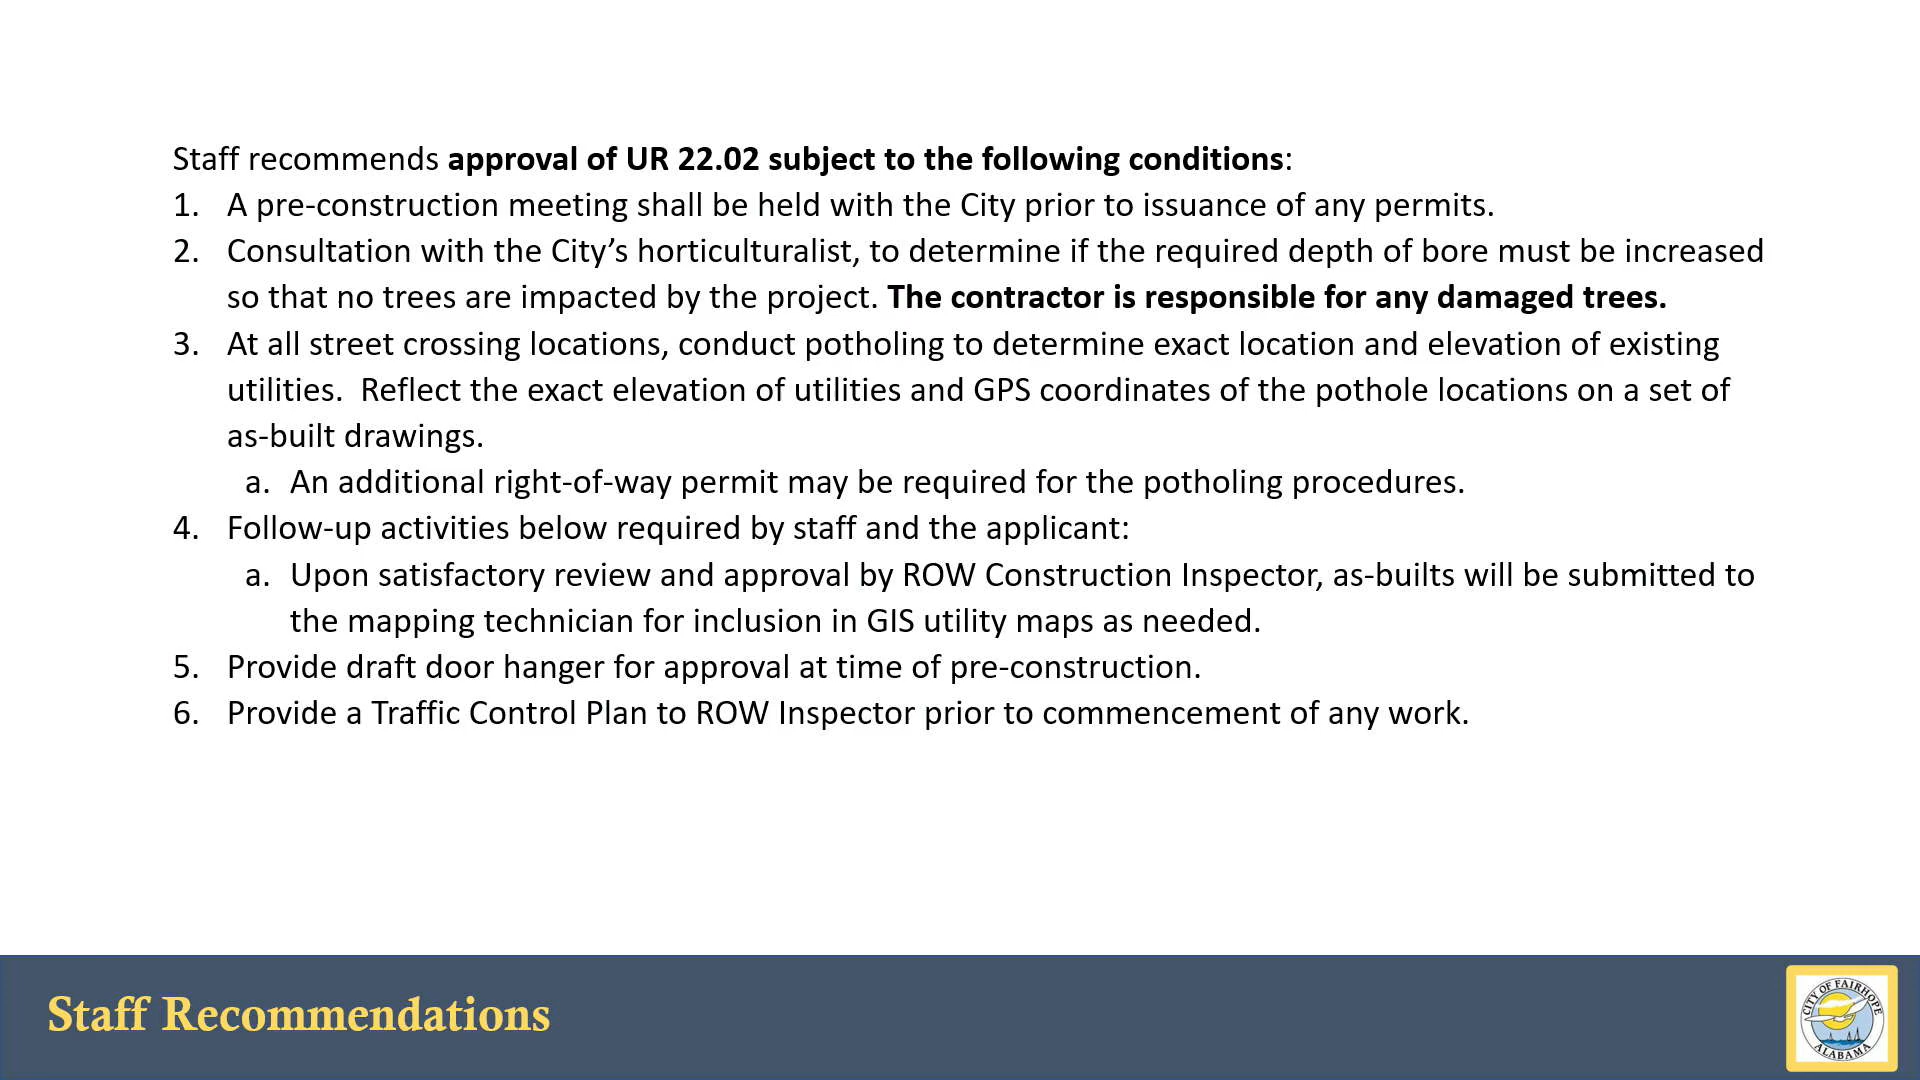 Staff recommends approval of UR 22.02 subject to the following conditions:
1. A pre-construction meeting shall be held with the City prior to issuance of any permits.
2. Consultation with the City’s horticulturalist, to determine if the required depth of bore must be increased
so that no trees are impacted by the project. The contractor is responsible for any damaged trees.
3. At all street crossing locations, conduct potholing to determine exact location and elevation of existing
utilities.  Reflect the exact elevation of utilities and GPS coordinates of the pothole locations on a set of
as-built drawings.
a. An additional right-of-way permit may be required for the potholing procedures.
4. Follow-up activities below required by staff and the applicant:
a. Upon satisfactory review and approval by ROW Construction Inspector, as-builts will be submitted to
the mapping technician for inclusion in GIS utility maps as needed.
5. Provide draft door hanger for approval at time of pre-construction.
6. Provide a Traffic Control Plan to ROW Inspector prior to commencement of any work.
Staff Recommendations
CITY OF FAIRHOPE
ALABAMA